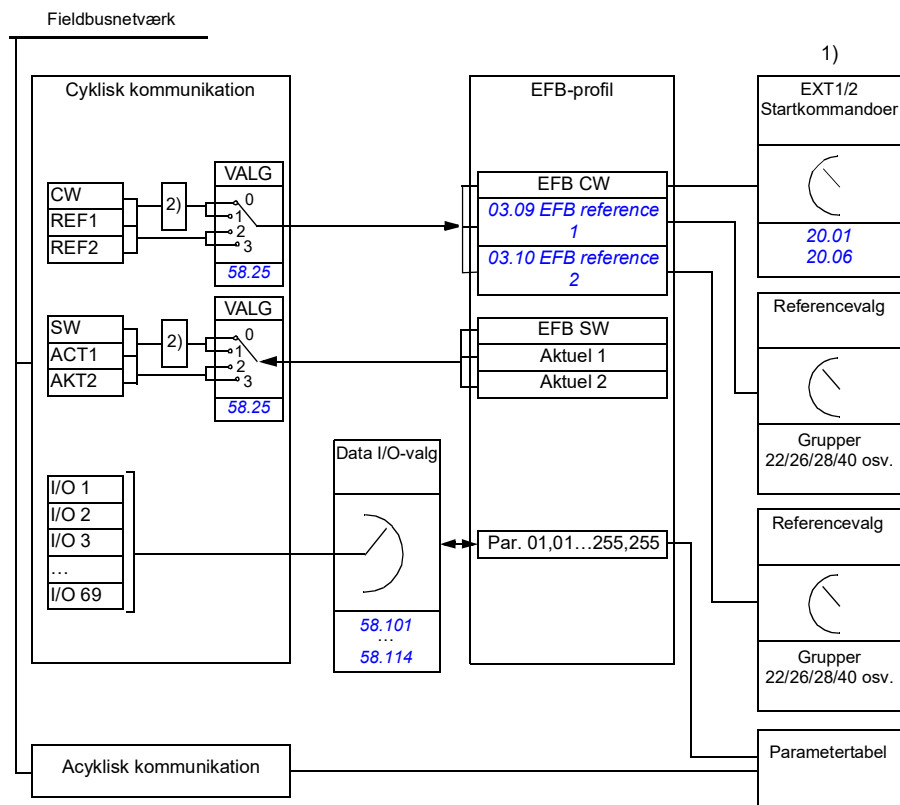 Fieldbusnetværk
1)
Cyklisk kommunikation
EFB-profil
EXT1/2
Startkommandoer
CW
REF1
REF2
2)
VALG
0
1
2
3
58.25
EFB CW
03.09 EFB reference
1
03.10 EFB reference
2
20.01
20.06
SW
ACT1
AKT2
2)
VALG
0
1
2
3
58.25
EFB SW
Aktuel 1
Aktuel 2
Referencevalg
Grupper
22/26/28/40 osv.
I/O 1
I/O 2
I/O 3
...
I/O 69
Data I/O-valg
58.101
...
58.114
Par. 01,01...255,255
Referencevalg
Grupper
22/26/28/40 osv.
Acyklisk kommunikation
Parametertabel